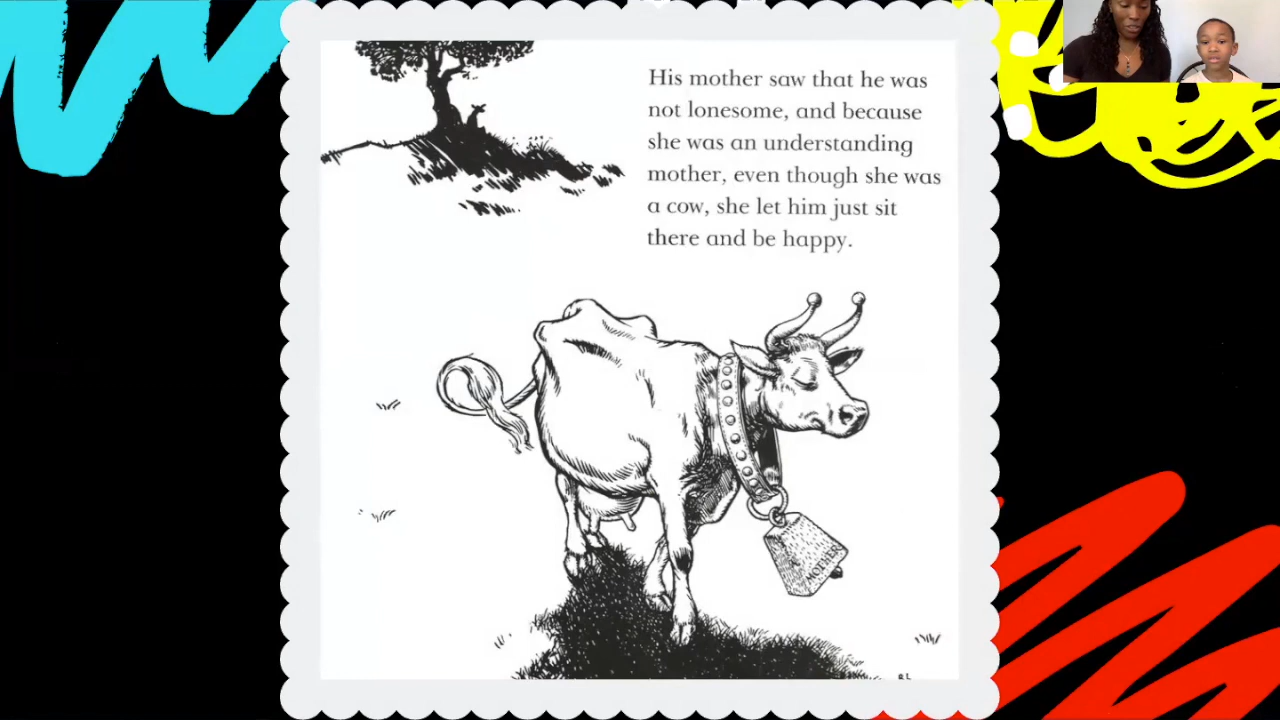 His mother saw that he was
not lonesome, and because
she was an understanding
mother, even though she was
a cow, she let him just sit
there and be happy.
A
MOTHER
R L